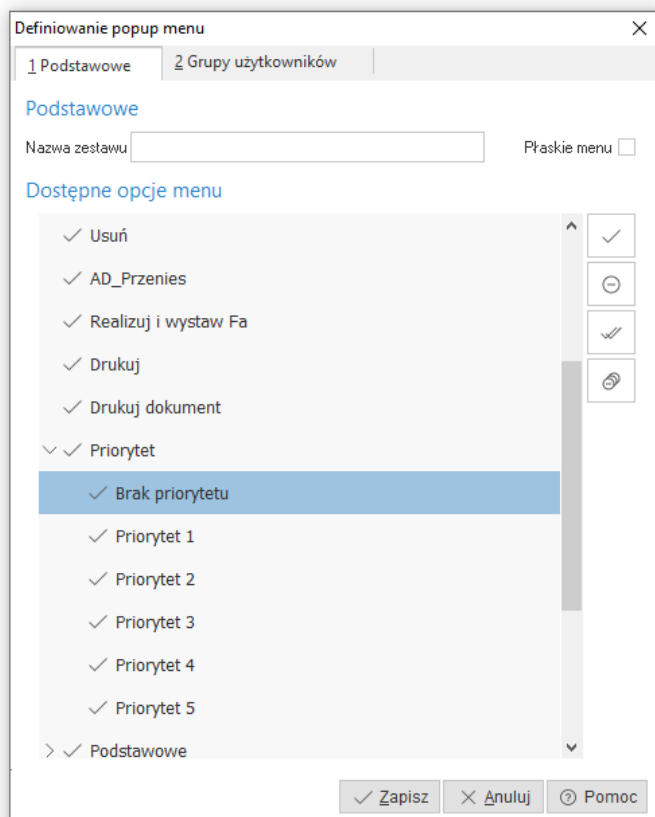 Definiowanie popup menu
1 Podstawowe 2 Grupy użytkowników
Podstawowe
Nazwa zestawu Płaskie menu
Dostępne opcje menu
Usuń
AD_Przenies
Realizuj i wystaw Fa
Drukuj
Drukuj dokument
Priorytet
Brak priorytetu
Priorytet 1
Priorytet 2
Priorytet 3
Priorytet 4
Priorytet 5
Podstawowe
Zapisz Anuluj Pomoc